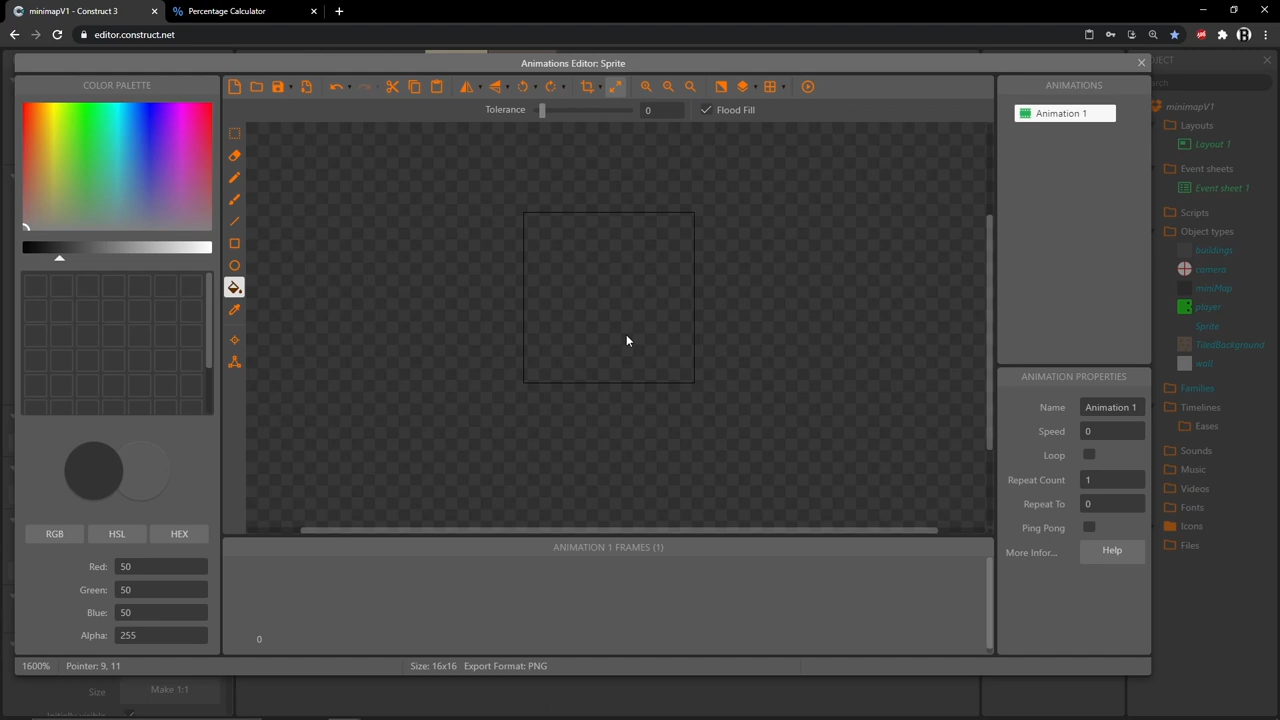 minimapV1 - Construct 3
Percentage Calculator
editor.construct.net
Animations Editor: Sprite
COLOR PALETTE
Tolerance
0
Flood Fill
ANIMATIONS
Animation 1
minimapV1
Layouts
Layout 1
Event sheets
Event sheet 1
Scripts
Object types
buildings
camera
miniMap
player
Sprite
TiledBackground
wall
Families
Timelines
Eases
Sounds
Music
Videos
Fonts
Icons
Files
ANIMATION PROPERTIES
Name
Animation 1
Speed
0
Loop
Repeat Count
1
Repeat To
0
Ping Pong
More Infor...
Help
RGB
HSL
HEX
Red:
50
Green:
50
Blue:
50
Alpha:
255
ANIMATION 1 FRAMES (1)
0
1600%
Pointer: 9, 11
Size: 16x16
Export Format: PNG
Size
Make 1:1